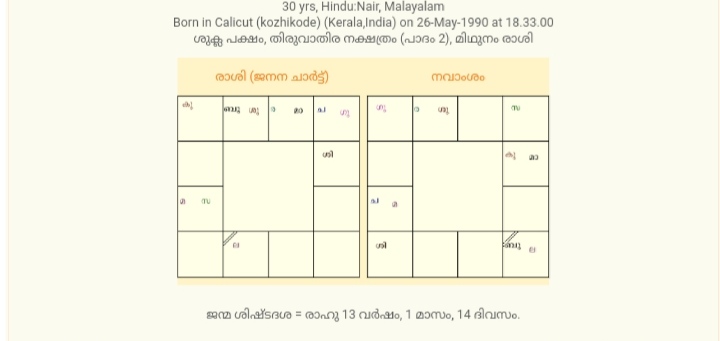 30 yrs, Hindu:Nair, Malayalam
Born in Calicut (kozhikode) (Kerala,India) on 26-May-1990 at 18.33.00
ശുക്ല പക്ഷം, തിരുവാതിര നക്ഷത്രം (പാദം 2), മിഥുനം രാശി
രാശി (ജനന ചാർട്ട്) നവാംശം
കു ബു ശു ര മാ ച ഗു ഗു ര ശു സ
ശി കു മാ
മ സ ച മ
ല ശി ബു ല
ജന്മ ശിഷ്ടദശ = രാഹു 13 വർഷം, 1 മാസം, 14 ദിവസം.